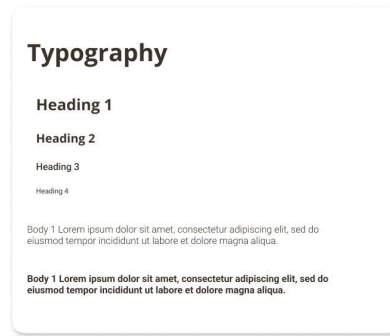 Typography
Heading 1
Heading 2
Heading 3
Heading 4
Body 1 Lorem ipsum dolor sit amet, consectetur adipiscing elit, sed do
eiusmod tempor incididunt ut labore et dolore magna aliqua.
Body 1 Lorem ipsum dolor sit amet, consectetur adipiscing elit, sed do
eiusmod tempor incididunt ut labore et dolore magna aliqua.